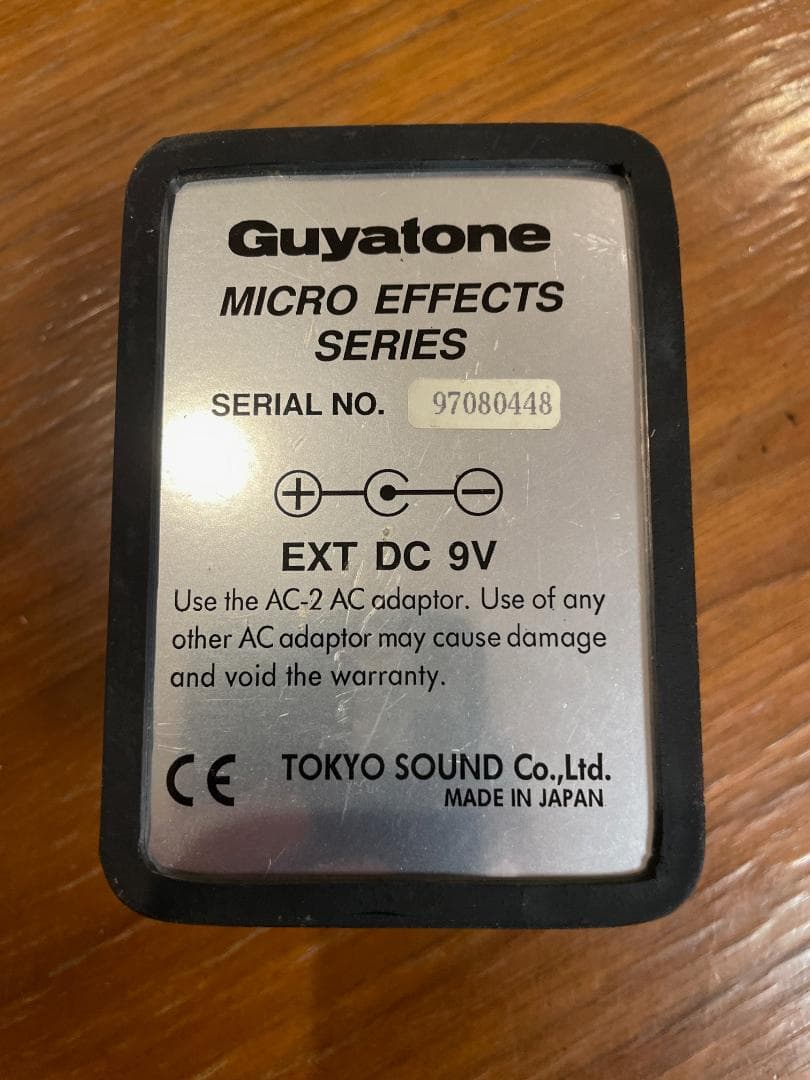 Guyatone
MICRO EFFECTS
SERIES
SERIAL NO. 97080448
EXT DC 9V
Use the AC-2 AC adaptor. Use of any
other AC adaptor may cause damage
and void the warranty.
CE TOKYO SOUND Co.,Ltd.
MADE IN JAPAN